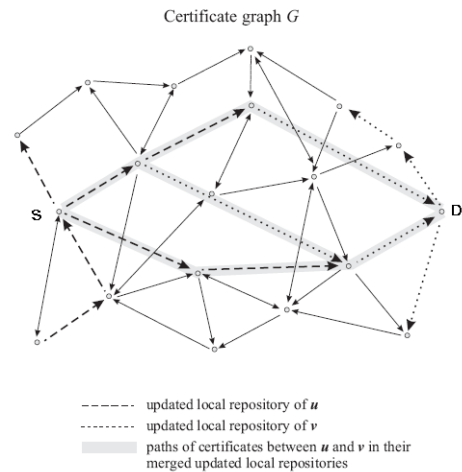 Certificate graph G
S
D
updated local repository of u
updated local repository of v
paths of certificates between u and v in their
merged updated local repositories